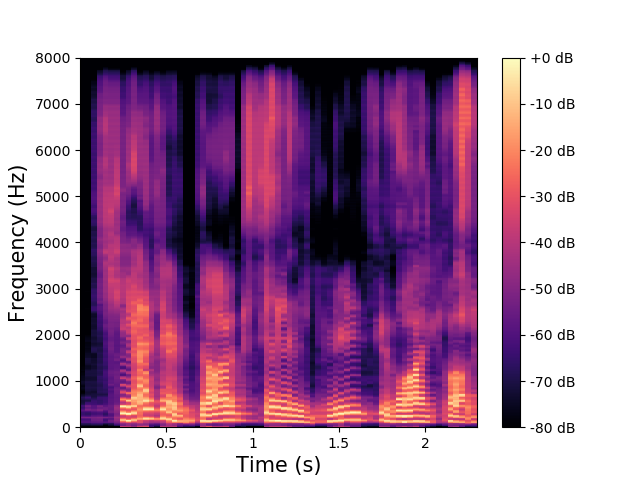 8000
7000
6000
5000
4000
3000
2000
1000
0
Frequency (Hz)
0
0.5
1
1.5
2
Time (s)
+0 dB
-10 dB
-20 dB
-30 dB
-40 dB
-50 dB
-60 dB
-70 dB
-80 dB